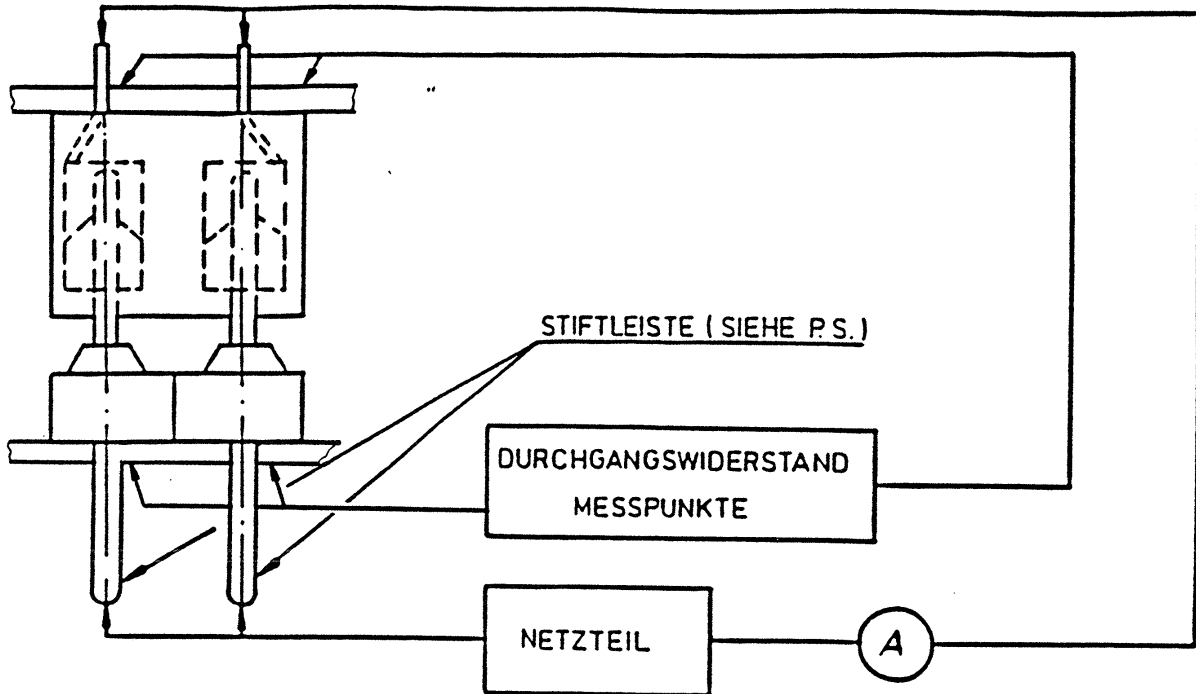 STIFTLEISTE (SIEHE P.S.)
DURCHGANGSWIDERSTAND
MESSPUNKTE
NETZTEIL
A